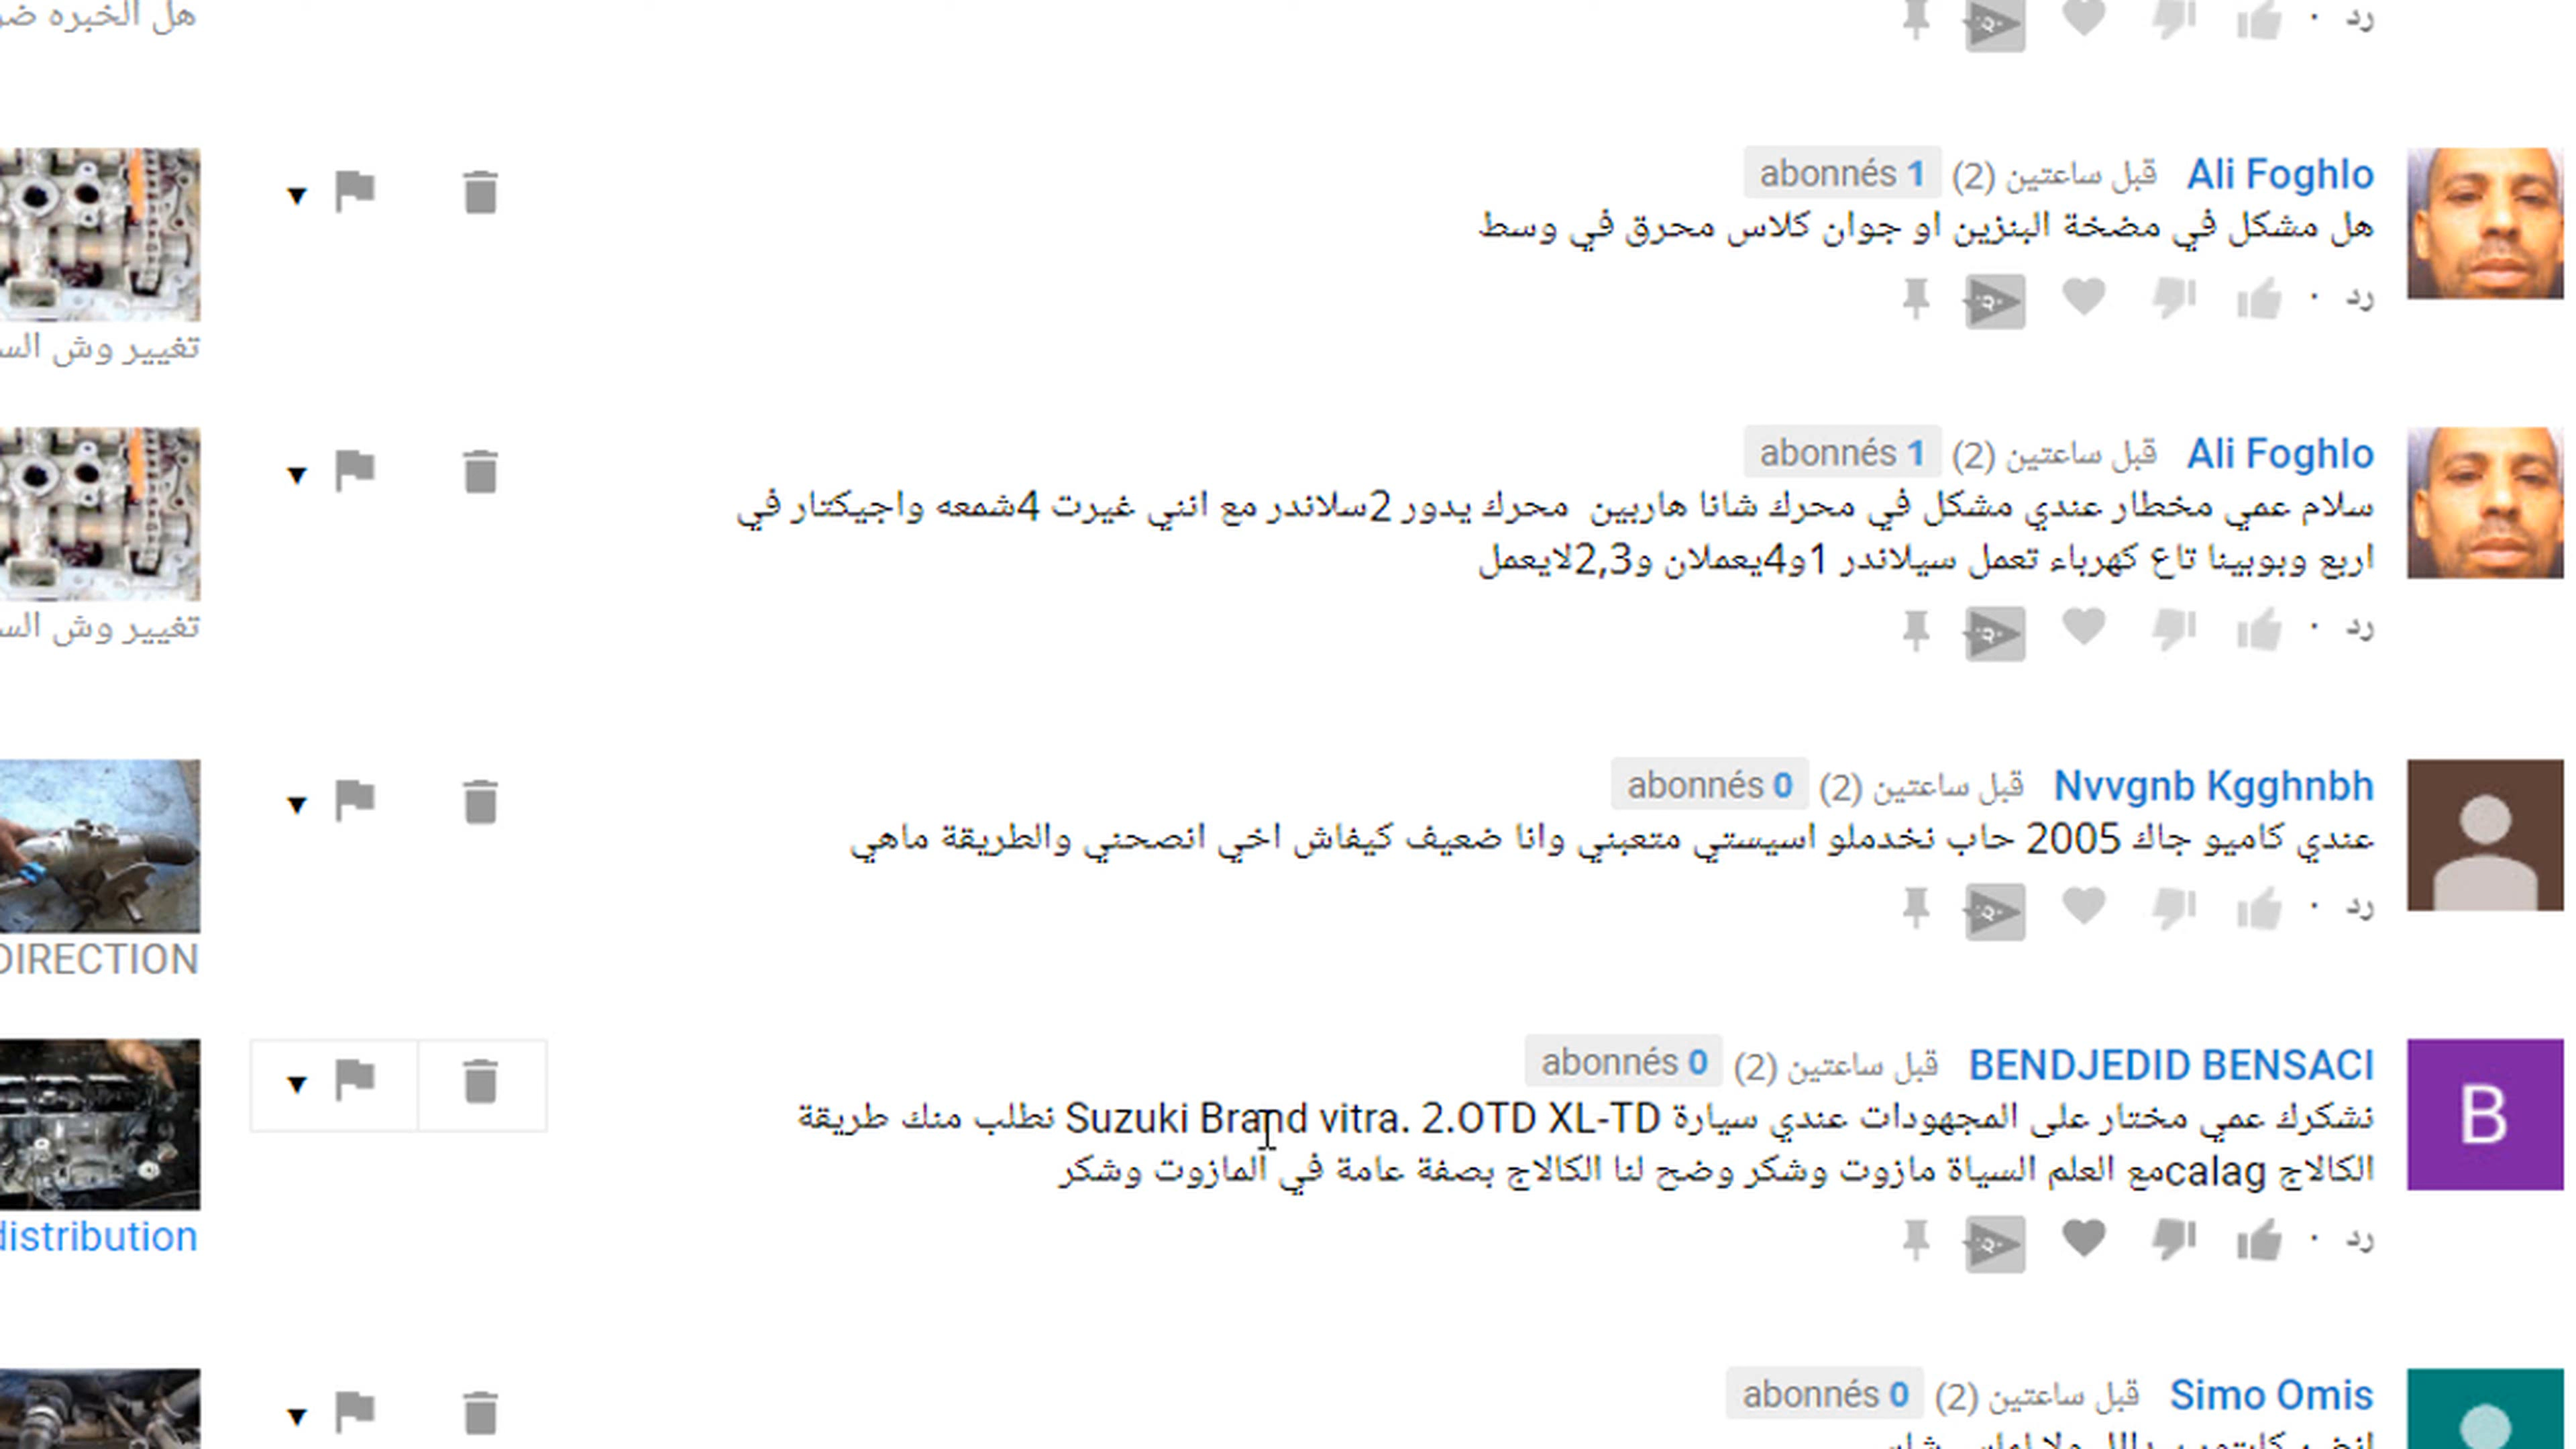 هل الخبره
رد ·
Ali Foghlo قبل ساعتين (2) abonnés 1
هل مشكل في مضخة البنزين او جوان كلاس محرق في وسط
رد ·
تغيير وش
Ali Foghlo قبل ساعتين (2) abonnés 1
سلام عمي مخطار عندي مشكل في محرك شانا هاربين محرك يدور 2سلاندر مع انني غيرت 4شمعه واجيكتار في
اربع وبوبينا تاع كهرباء تعمل سيلاندر 1و4يعملان و2,3لايعمل
رد ·
تغيير وش
Nvvgnb Kgghnbh قبل ساعتين (2) abonnés 0
عندي كاميو جاك 2005 حاب نخدملو اسيستي متعبني وانا ضعيف كيفاش اخي انصحني والطريقة ماهي
رد ·
DIRECTION
BENDJEDID BENSACI قبل ساعتين (2) abonnés 0
نشكرك عمي مختار على المجهودات عندي سيارة Suzuki Brand vitra. 2.OTD XL-TD نطلب منك طريقة
الكالاج calagمع العلم السياة مازوت وشكر وضح لنا الكالاج بصفة عامة في المازوت وشكر
رد ·
distribution
Simo Omis قبل ساعتين (2) abonnés 0